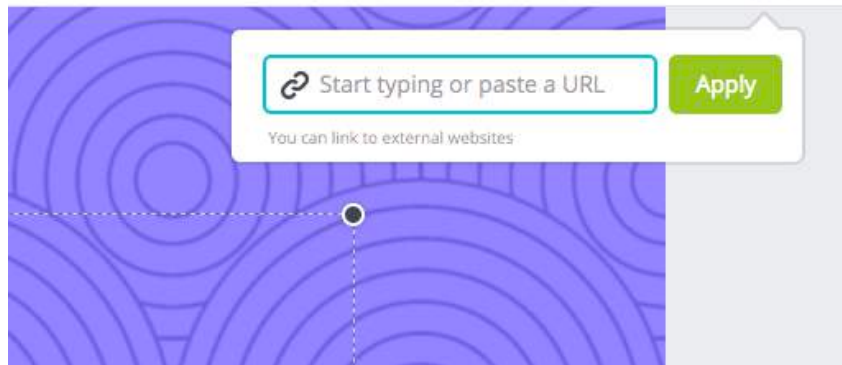 Start typing or paste a URL
Apply
You can link to external websites